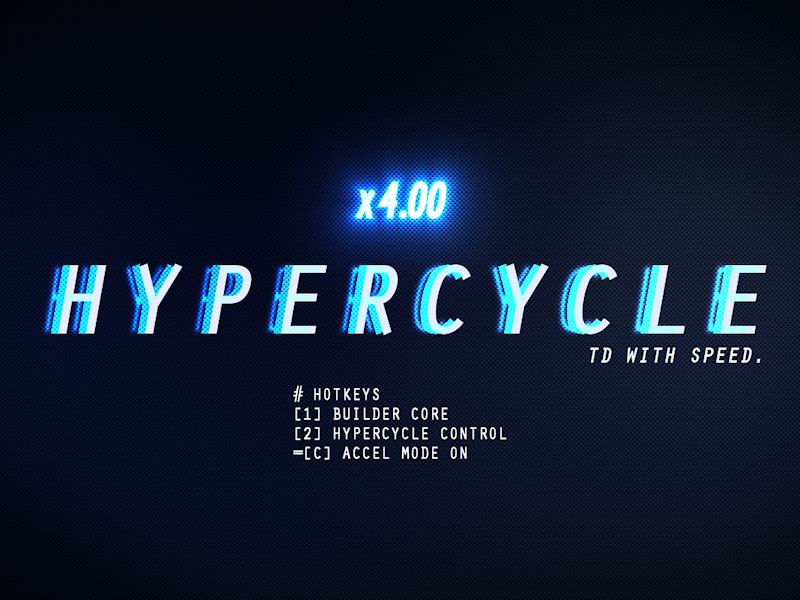 x4.00
HYPERCYCLE
TD WITH SPEED.
# HOTKEYS
[1] BUILDER CORE
[2] HYPERCYCLE CONTROL
=[C] ACCEL MODE ON